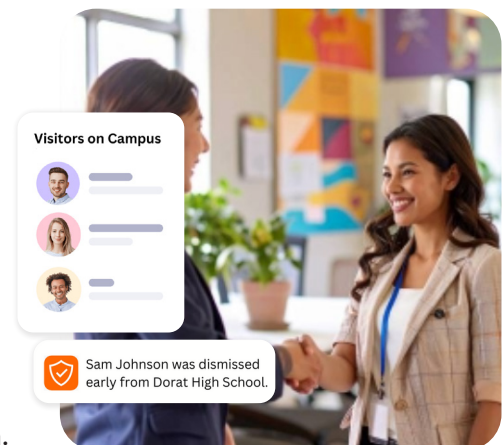 Visitors on Campus
Sam Johnson was dismissed
early from Dorat High School.